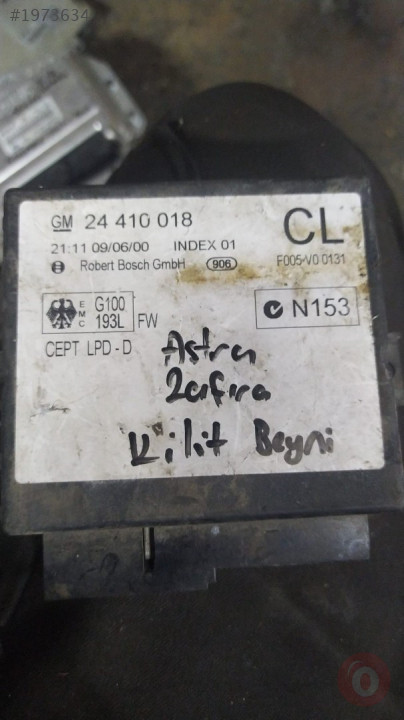 #1973634
GM 24 410 018 CL
21:11 09/06/00 INDEX 01 F005-V0 0131
Robert Bosch GmbH 906
E M C G100 193L FW N153
CEPT LPD - D
Astra
Zafira
Kilit Beyni